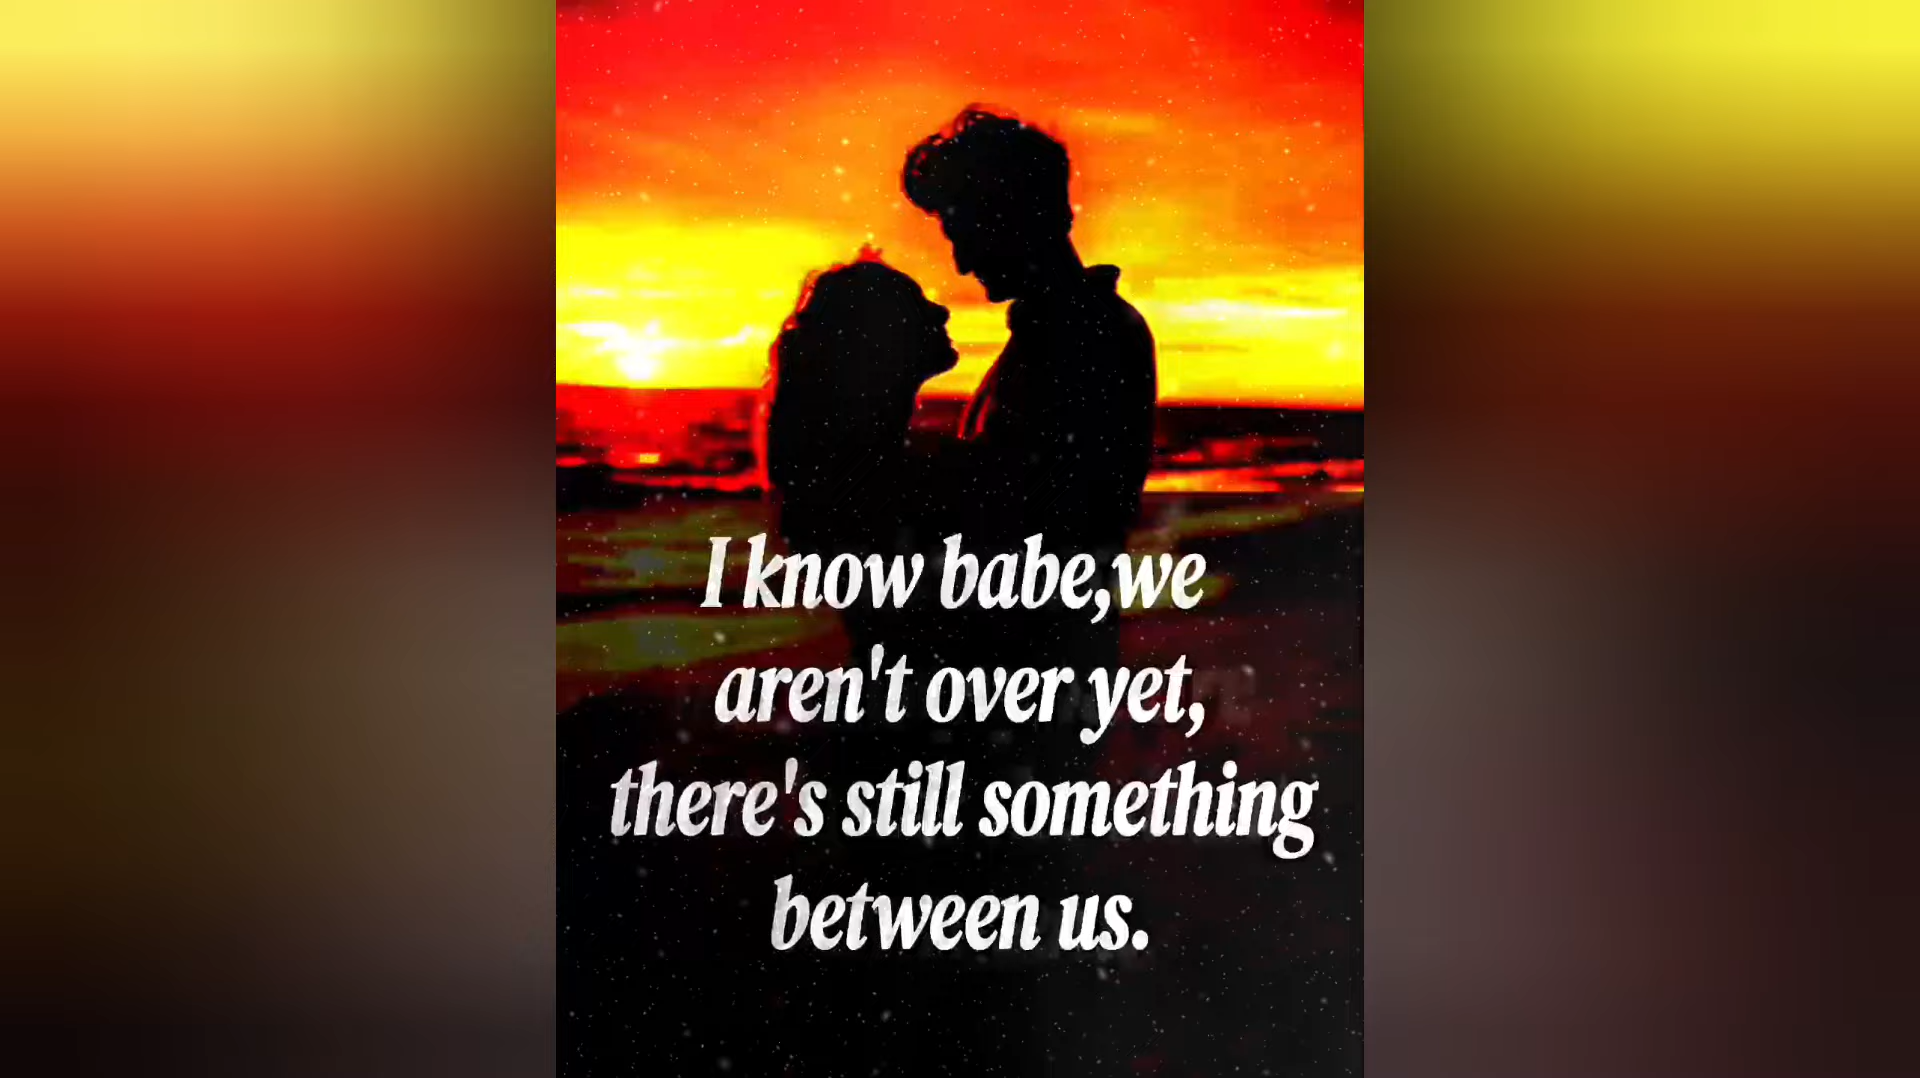 I know babe,we
aren't over yet,
there's still something
between us.